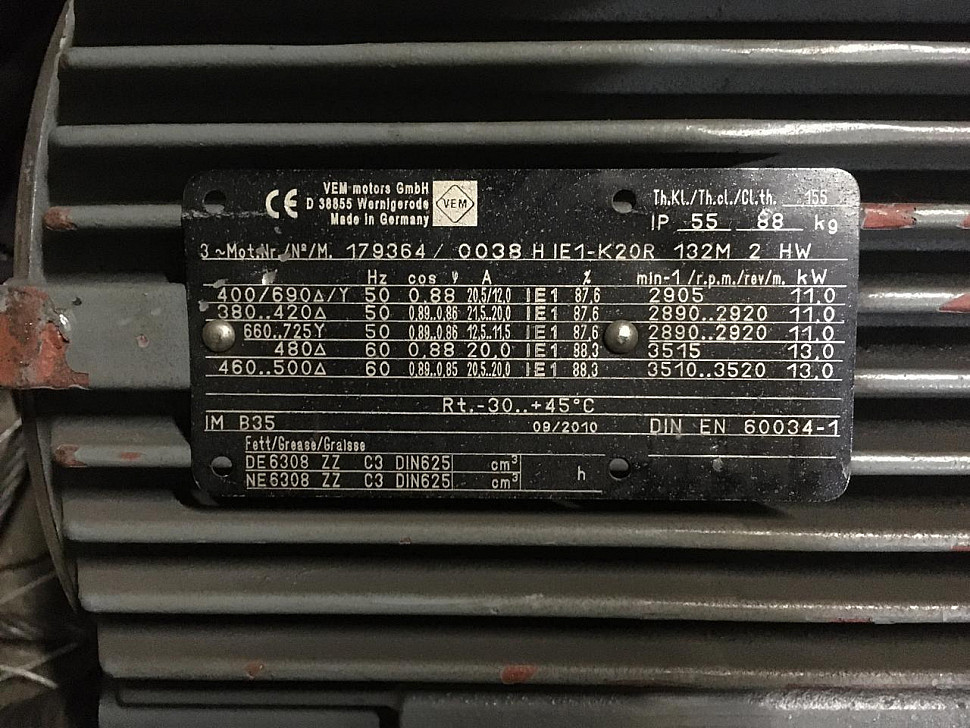 CE
VEM motors GmbH
D 38855 Wernigerode
Made in Germany
VEM
Th.Kl./Th.cl./Cl.th. 155
IP 55 88 kg
3 ~Mot.Nr./Nº/M. 179364 / 0038 H IE1-K20R 132M 2 HW
Hz cos φ A % min-1 /r.p.m./rev/m. kW
400/690Δ/Y 50 0,88 20,5/12,0 IE1 87,6 2905 11,0
380..420Δ 50 0,89..0,86 21,5..20,0 IE1 87,6 2890..2920 11,0
660..725Y 50 0,89..0,86 12,5..11,5 IE1 87,6 2890..2920 11,0
480Δ 60 0,88 20,0 IE1 88,3 3515 13,0
460..500Δ 60 0,89..0,85 20,5..20,0 IE1 88,3 3510..3520 13,0
Rt.-30..+45°C
IM B35 09/2010 DIN EN 60034-1
Fett/Grease/Graisse
DE 6308 ZZ C3 DIN625 cm³
NE 6308 ZZ C3 DIN625 cm³ h